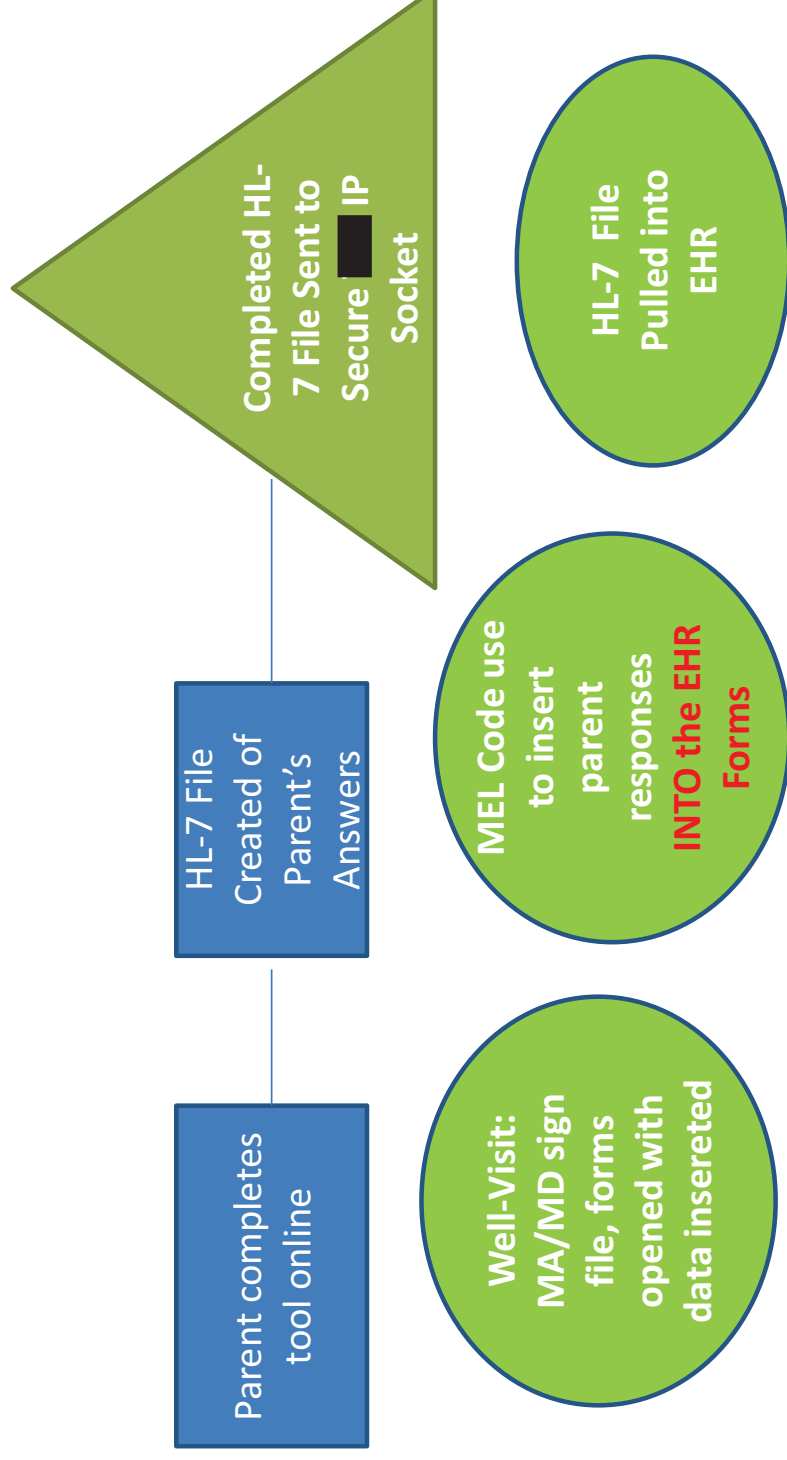 Parent completes
tool online
HL-7 File
Created of
Parent's
Answers
Completed HL-
7 File Sent to
Secure IP
Socket
Well-Visit:
MA/MD sign
file, forms
opened with
data insereted
MEL Code use
to insert
parent
responses
INTO the EHR
Forms
HL-7 File
Pulled into
EHR